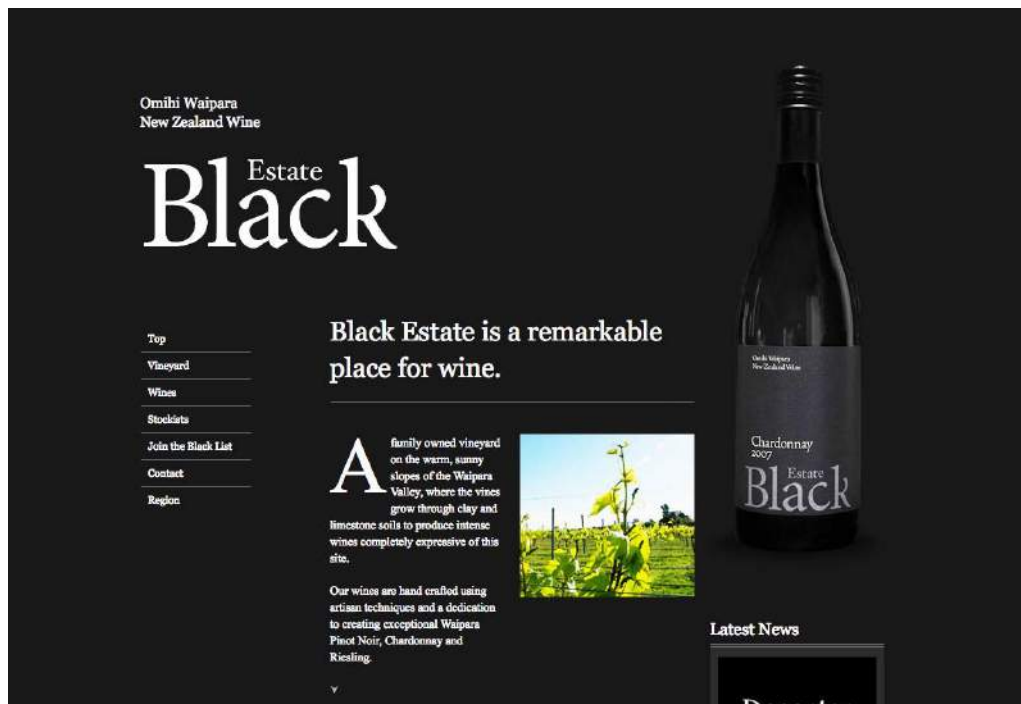 Omihi Waipara
New Zealand Wine
Estate
Black
Top
Vineyard
Wines
Stockists
Join the Black List
Contact
Region
Black Estate is a remarkable
place for wine.
A family owned vineyard
on the warm, sunny
slopes of the Waipara
Valley, where the vines
grow through clay and
limestone soils to produce intense
wines completely expressive of this
site.
Our wines are hand crafted using
artisan techniques and a dedication
to creating exceptional Waipara
Pinot Noir, Chardonnay and
Riesling.
Omihi Waipara
New Zealand Wine
Chardonnay
2007
Estate
Black
Latest News